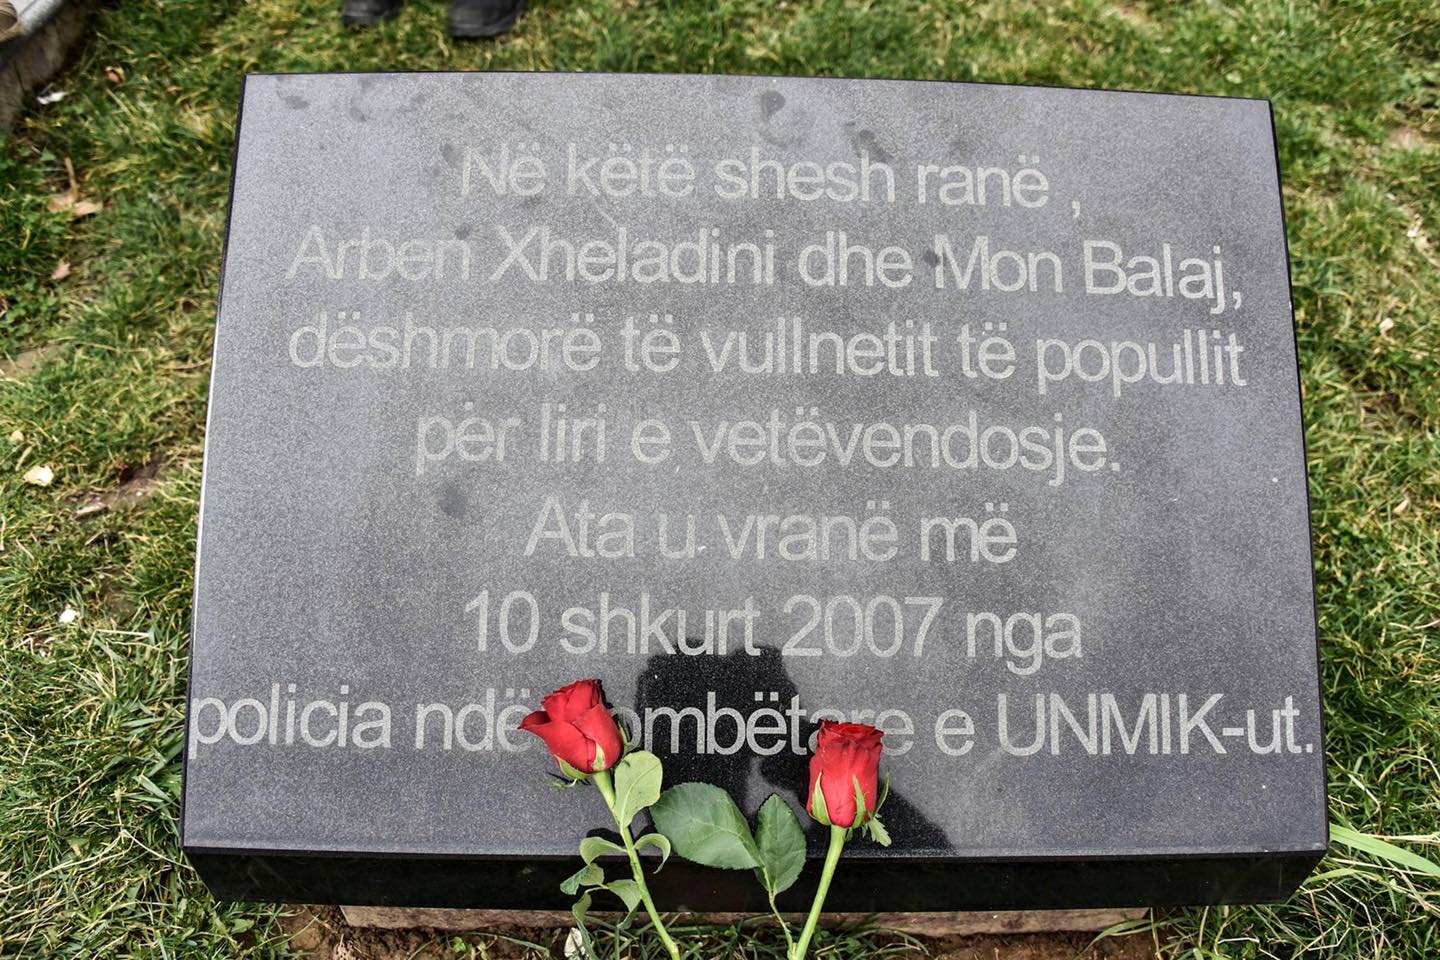 Në këtë shesh ranë ,
Arben Xheladini dhe Mon Balaj,
dëshmorë të vullnetit të popullit
për liri e vetëvendosje.
Ata u vranë më
10 shkurt 2007 nga
policia ndërkombëtare e UNMIK-ut.